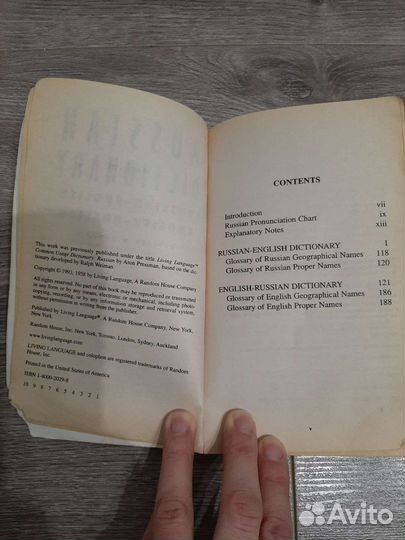 This work was previously published under the title Living Language™
Common Usage Dictionary, Russian by Aron Pressman, based on the dic-
tionary developed by Ralph Weiman.
Copyright © 1993, 1958 by Living Language, A Random House Company
All rights reserved. No part of this book may be reproduced or transmitted
in any form or by any means, electronic or mechanical, including photo-
copying, recording, or by any information storage and retrieval system,
without permission in writing from the publisher.
Published by Living Language®, A Random House Company, New York,
New York.
Random House, Inc. New York, Toronto, London, Sydney, Auckland
www.livinglanguage.com
LIVING LANGUAGE and colophon are registered trademarks of Random
House, Inc.
Printed in the United States of America
ISBN 1-4000-2029-8
10 9 8 7 6 5 4 3 2 1
CONTENTS
Introduction vii
Russian Pronunciation Chart ix
Explanatory Notes xiii
RUSSIAN-ENGLISH DICTIONARY 1
Glossary of Russian Geographical Names 118
Glossary of Russian Proper Names 120
ENGLISH-RUSSIAN DICTIONARY 121
Glossary of English Geographical Names 186
Glossary of English Proper Names 188
Avito